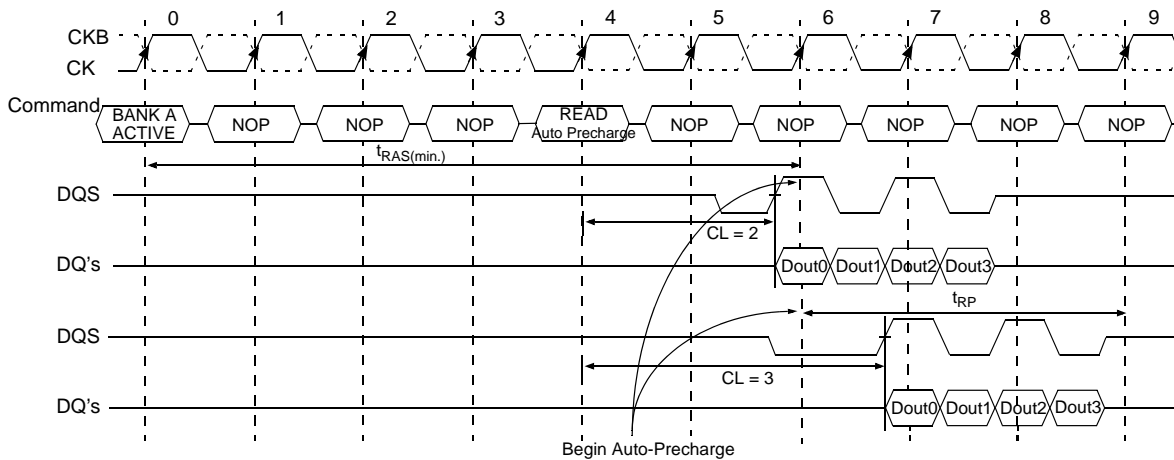 0 1 2 3 4 5 6 7 8 9
CKB
CK
Command
BANK A
ACTIVE
NOP
NOP
NOP
READ
Auto Precharge
NOP
NOP
NOP
NOP
NOP
tRAS(min.)
DQS
CL = 2
DQ's
Dout0 Dout1 Dout2 Dout3
tRP
DQS
CL = 3
DQ's
Dout0 Dout1 Dout2 Dout3
Begin Auto-Precharge